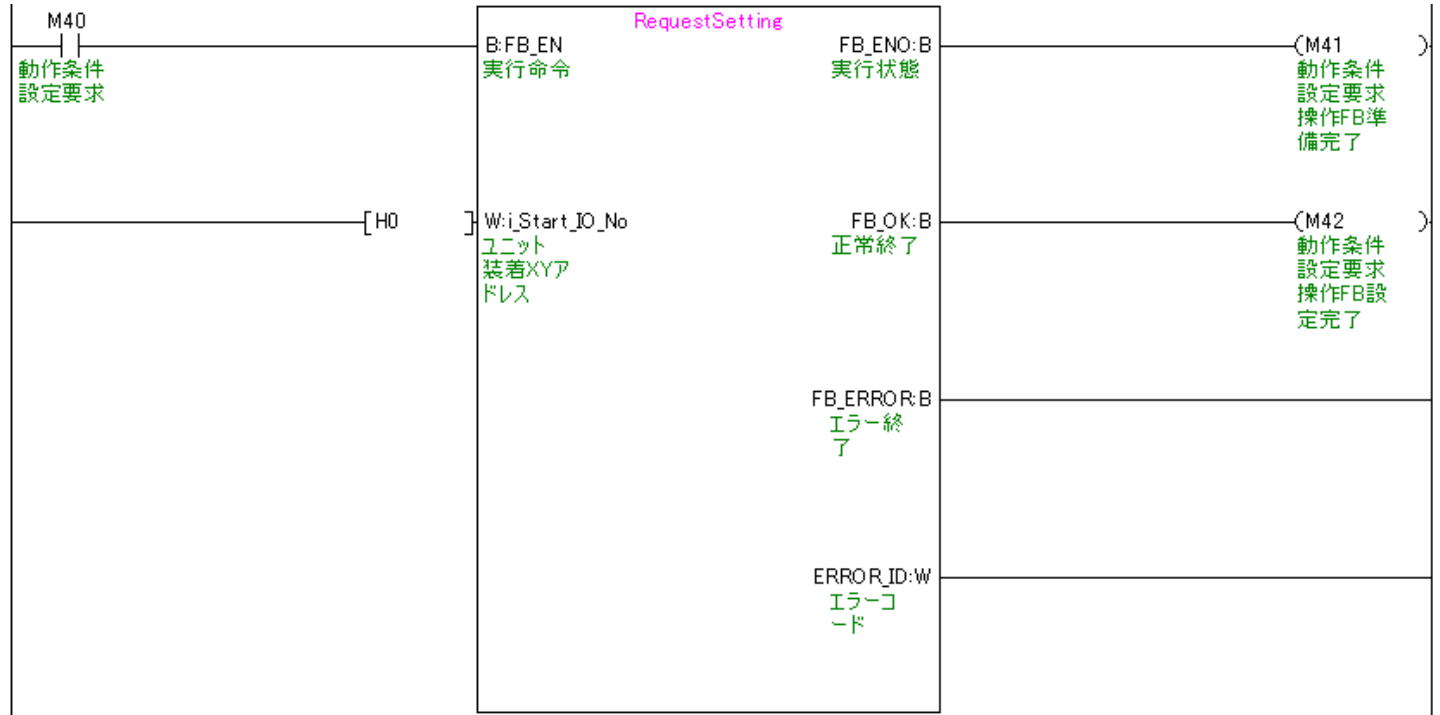 M40
RequestSetting
B:FB_EN
FB_ENO:B
(M41 )
動作条件
設定要求
実行命令
実行状態
動作条件
設定要求
操作FB準
備完了
[H0 ]
W:i_Start_IO_No
FB_OK:B
(M42 )
ユニット
装着XYア
ドレス
正常終了
動作条件
設定要求
操作FB設
定完了
FB_ERROR:B
エラー終
了
ERROR_ID:W
エラーコ
ード